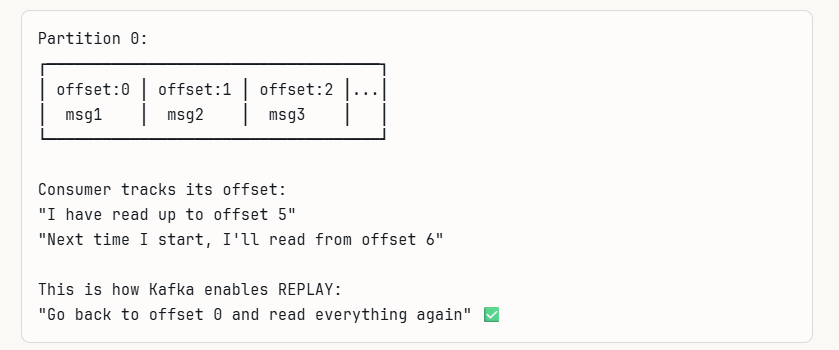 Partition 0:
┌────────────────────────────────────┐
│ offset:0 │ offset:1 │ offset:2 │...│
│  msg1    │  msg2    │  msg3    │   │
└────────────────────────────────────┘
Consumer tracks its offset:
"I have read up to offset 5"
"Next time I start, I'll read from offset 6"
This is how Kafka enables REPLAY:
"Go back to offset 0 and read everything again" ✅